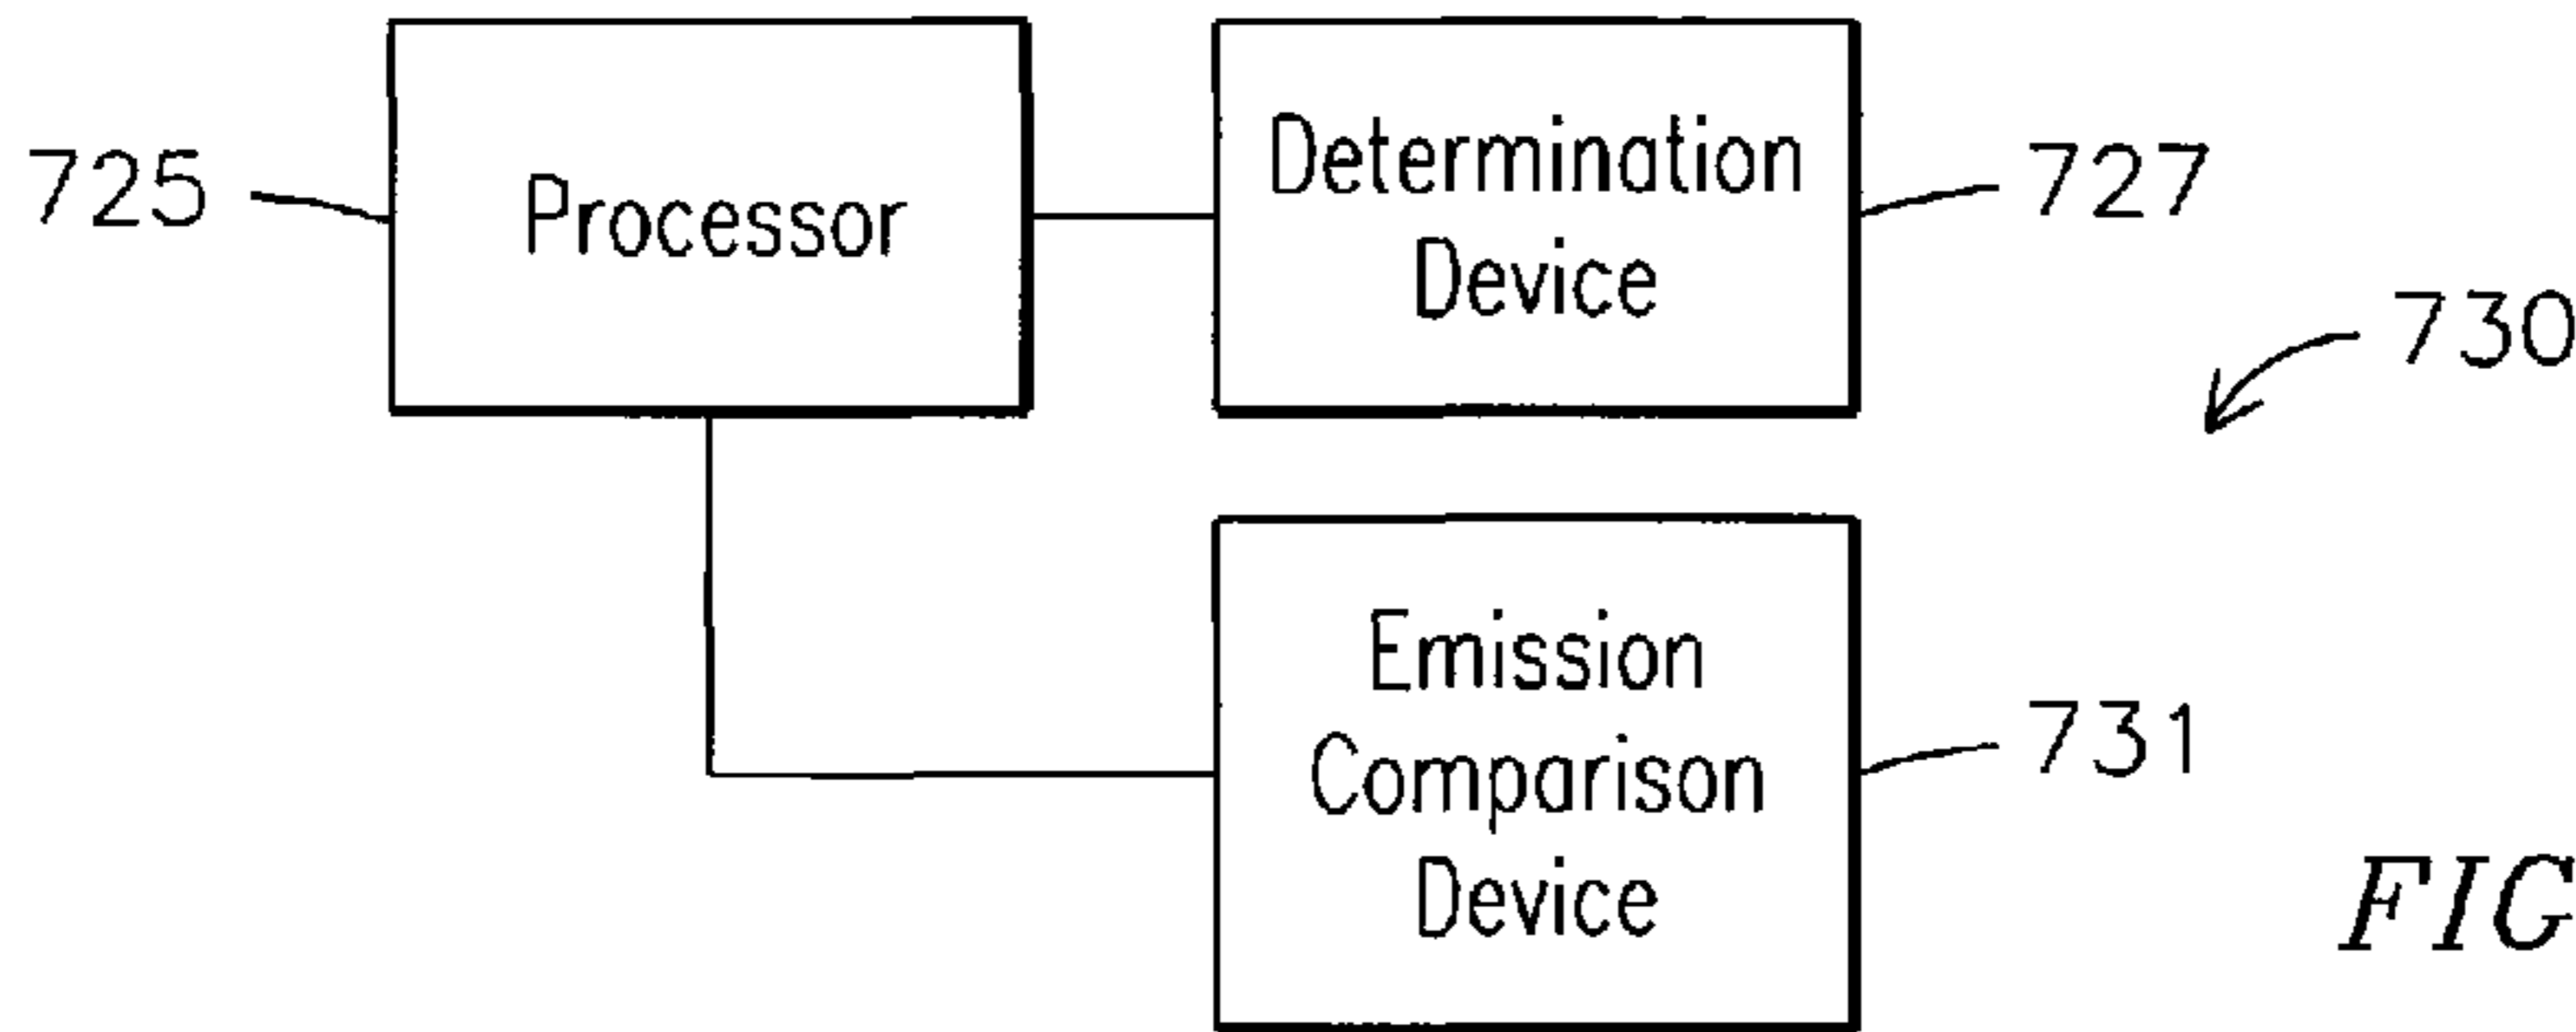 725
Processor
Determination
Device
727
730
Emission
Comparison
Device
731
FIG